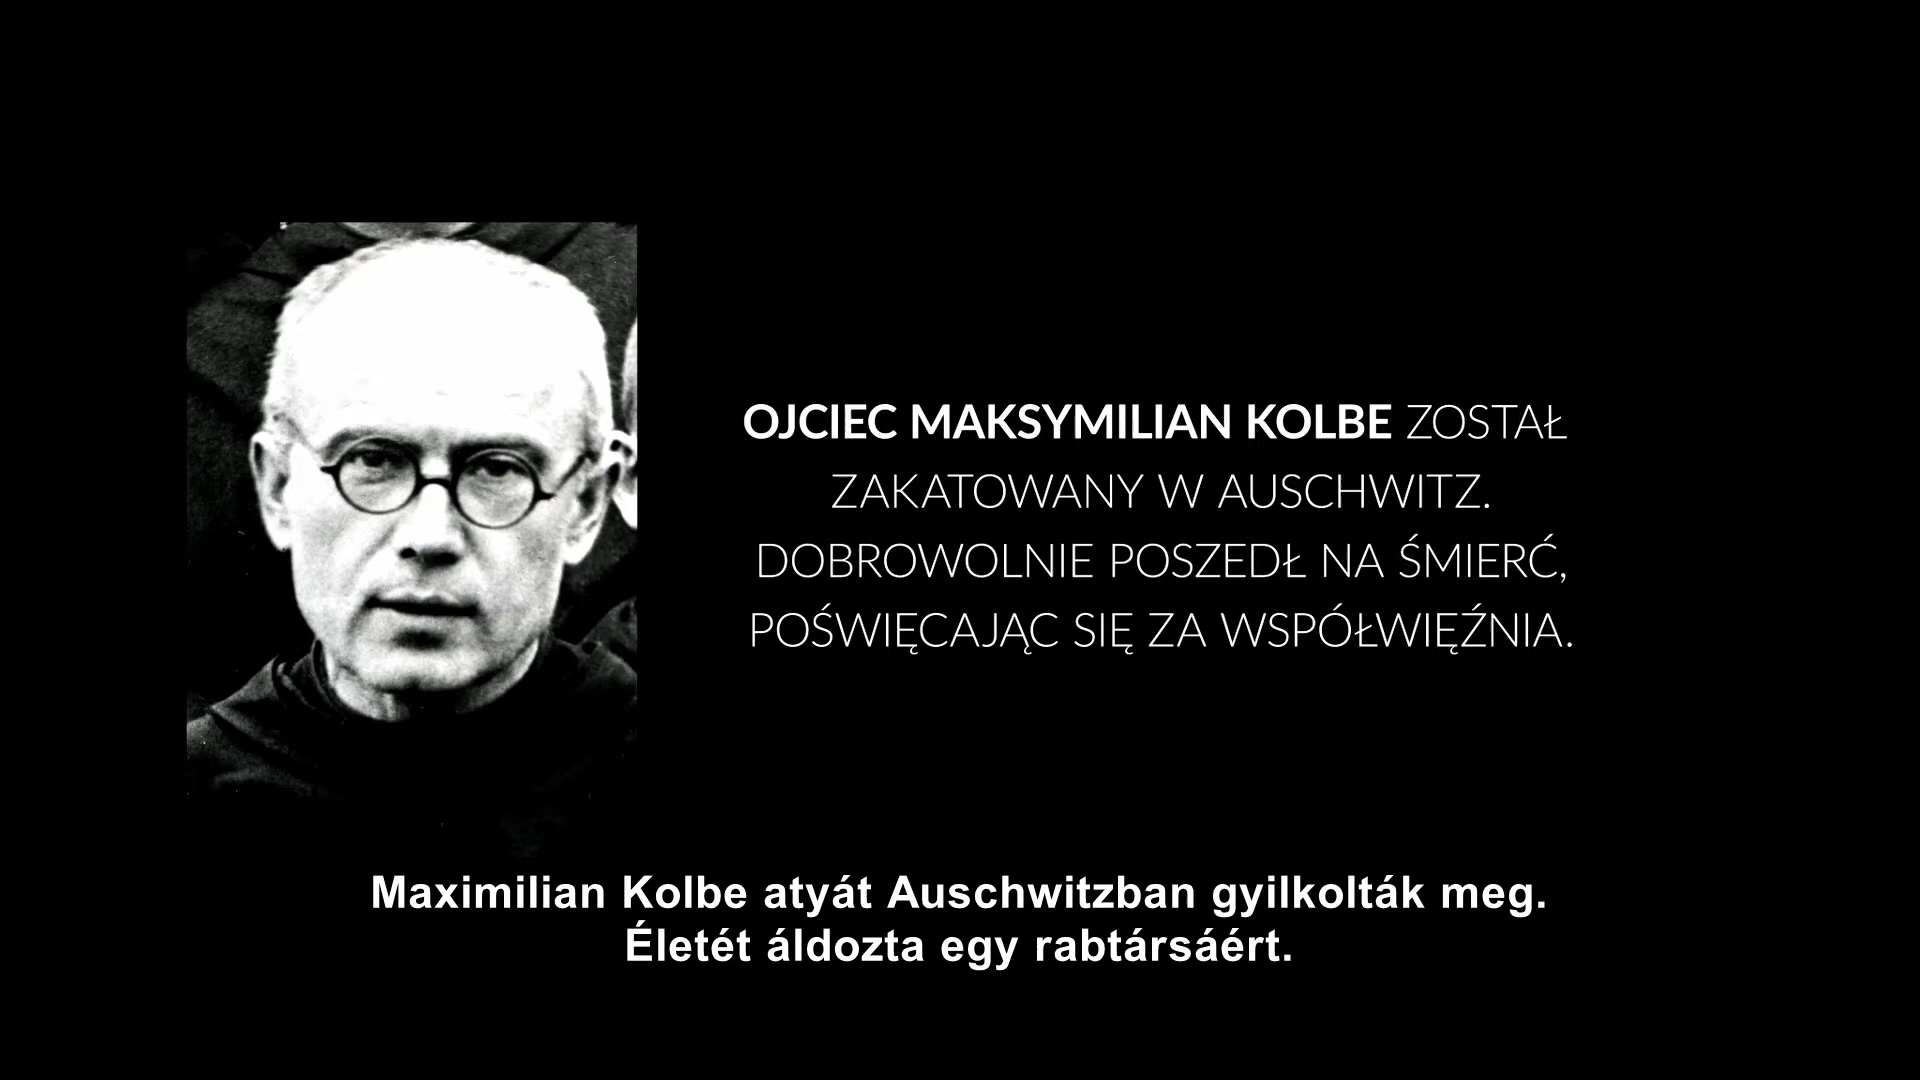 OJCIEC MAKSYMILIAN KOLBE ZOSTAŁ
ZAKATOWANY W AUSCHWITZ.
DOBROWOLNIE POSZEDŁ NA ŚMIERĆ,
POŚWIĘCAJĄC SIĘ ZA WSPÓŁWIĘŹNIA.
Maximilian Kolbe atyát Auschwitzban gyilkolták meg.
Életét áldozta egy rabtársáért.